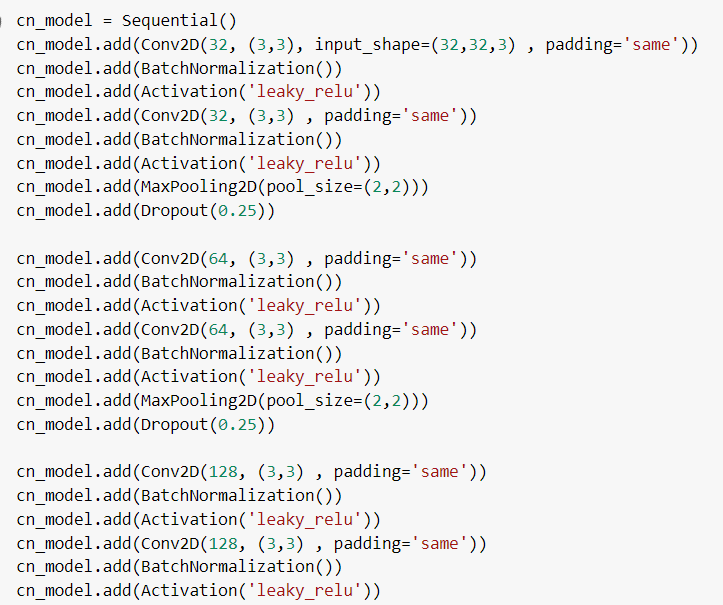 cn_model = Sequential()
cn_model.add(Conv2D(32, (3,3), input_shape=(32,32,3) , padding='same'))
cn_model.add(BatchNormalization())
cn_model.add(Activation('leaky_relu'))
cn_model.add(Conv2D(32, (3,3) , padding='same'))
cn_model.add(BatchNormalization())
cn_model.add(Activation('leaky_relu'))
cn_model.add(MaxPooling2D(pool_size=(2,2)))
cn_model.add(Dropout(0.25))

cn_model.add(Conv2D(64, (3,3) , padding='same'))
cn_model.add(BatchNormalization())
cn_model.add(Activation('leaky_relu'))
cn_model.add(Conv2D(64, (3,3) , padding='same'))
cn_model.add(BatchNormalization())
cn_model.add(Activation('leaky_relu'))
cn_model.add(MaxPooling2D(pool_size=(2,2)))
cn_model.add(Dropout(0.25))

cn_model.add(Conv2D(128, (3,3) , padding='same'))
cn_model.add(BatchNormalization())
cn_model.add(Activation('leaky_relu'))
cn_model.add(Conv2D(128, (3,3) , padding='same'))
cn_model.add(BatchNormalization())
cn_model.add(Activation('leaky_relu'))